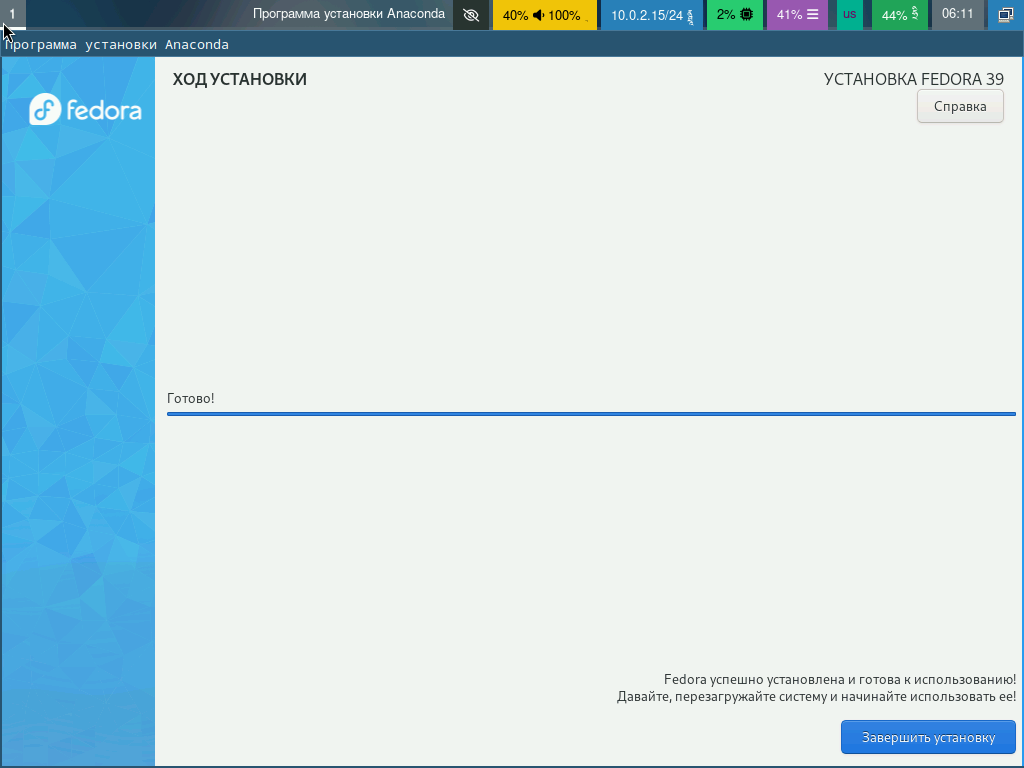 1 Программа установки Anaconda 40% 100% 10.0.2.15/24 2% 41% us 44% 06:11
Программа установки Anaconda
fedora
ХОД УСТАНОВКИ
УСТАНОВКА FEDORA 39
Справка
Готово!
Fedora успешно установлена и готова к использованию!
Давайте, перезагружайте систему и начинайте использовать ее!
Завершить установку